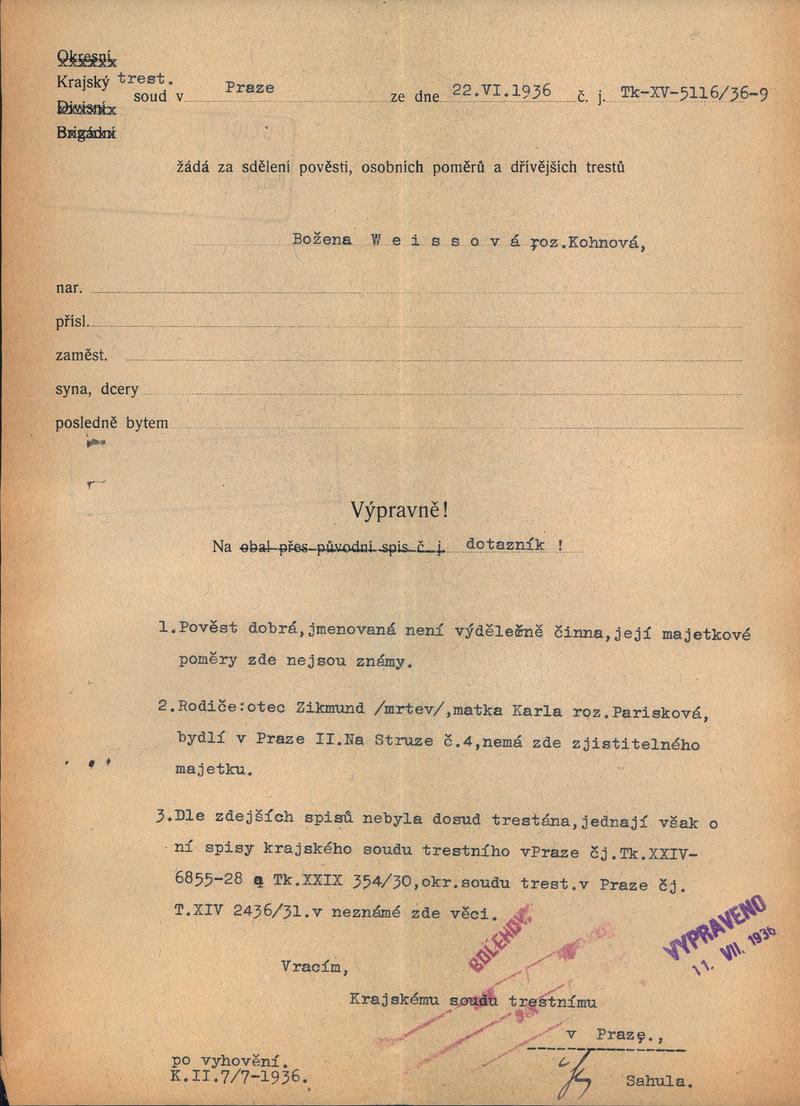 Okresní
Krajský trest.
soud v Praze ze dne 22.VI.1936 č. j. Tk-XV-5116/36-9
Divisní
Brigádní
žádá za sdělení pověsti, osobních poměrů a dřívějších trestů
Božena W e i s s o v á roz.Kohnová,
nar.
přísl.
zaměst.
syna, dcery
posledně bytem
Výpravně!
Na obal přes původní spis č. j. dotazník !
1.Pověst dobrá,jmenovaná není výdělečně činna,její majetkové
poměry zde nejsou známy.
2.Rodiče:otec Zikmund /mrtev/,matka Karla roz.Parisková,
bydlí v Praze II.Na Struze č.4,nemá zde zjistitelného
majetku.
3.Dle zdejších spisů nebyla dosud trestána,jednají však o
ní spisy krajského soudu trestního vPraze čj.Tk.XXIV-
6855-28 a Tk.XXIX 354/30,okr.soudu trest.v Praze čj.
T.XIV 2436/31.v neznámé zde věci.
VYPRAVENO
11. VII. 1936
Vracím,
Krajskému soudu trestnímu
v Praze.,
po vyhovění.
K.II.7/7-1936.
Sahula.